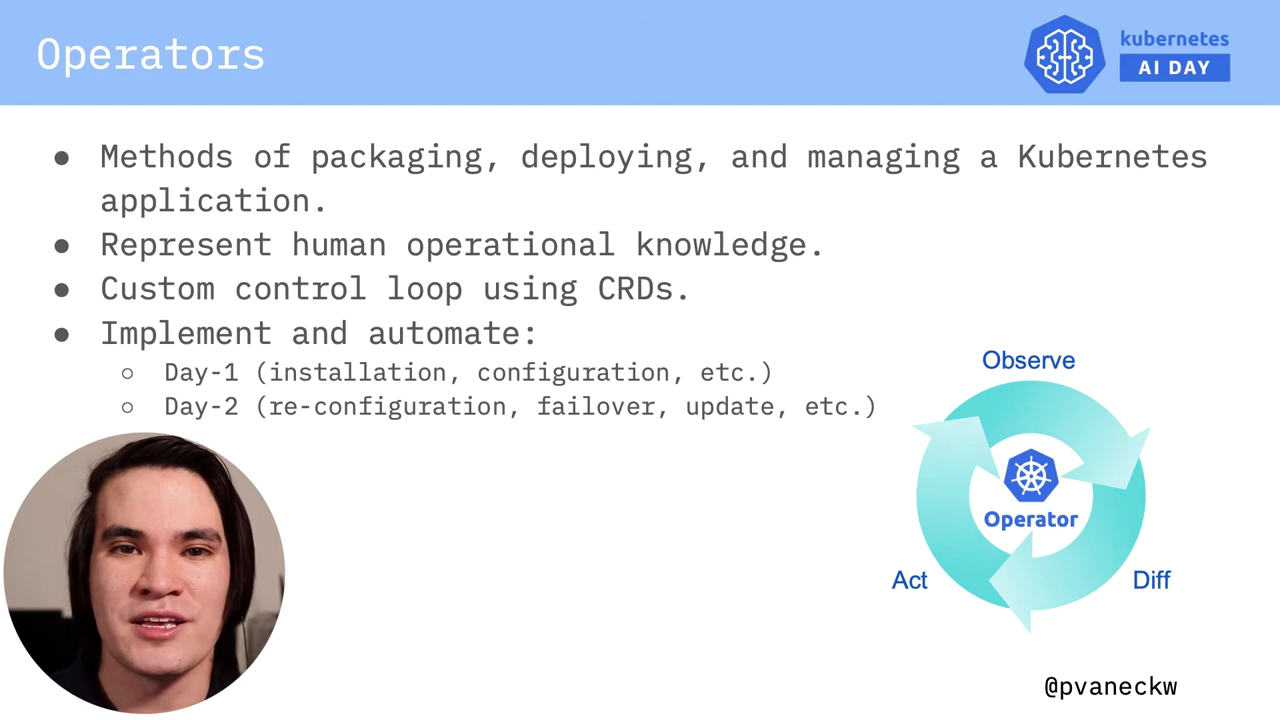 Operators
kubernetes
AI DAY
● Methods of packaging, deploying, and managing a Kubernetes
application.
● Represent human operational knowledge.
● Custom control loop using CRDs.
● Implement and automate:
○ Day-1 (installation, configuration, etc.)
○ Day-2 (re-configuration, failover, update, etc.)
Observe
Operator
Act
Diff
@pvaneckw